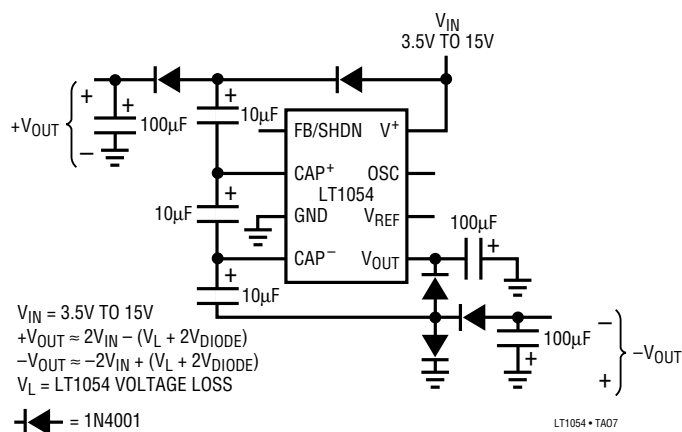 V_IN
3.5V TO 15V
+V_OUT
+
−
+
100µF
+
10µF
FB/SHDN V⁺
CAP⁺ OSC
LT1054
10µF
+
GND V_REF
CAP⁻ V_OUT
100µF
+
+
10µF
V_IN = 3.5V TO 15V
+V_OUT ≈ 2V_IN – (V_L + 2V_DIODE)
–V_OUT ≈ –2V_IN + (V_L + 2V_DIODE)
V_L = LT1054 VOLTAGE LOSS
= 1N4001
100µF
+
−
+
–V_OUT
LT1054 • TA07